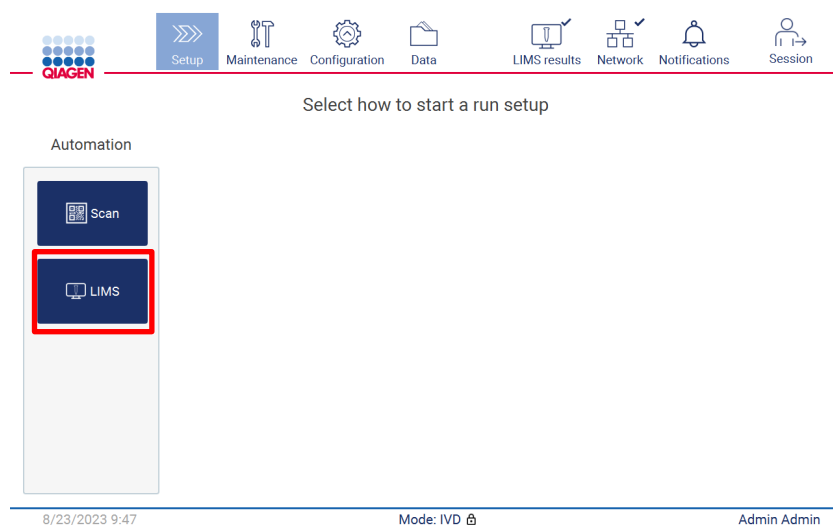 QIAGEN
Setup
Maintenance
Configuration
Data
LIMS results
Network
Notifications
Session
Select how to start a run setup
Automation
Scan
LIMS
8/23/2023 9:47
Mode: IVD
Admin Admin